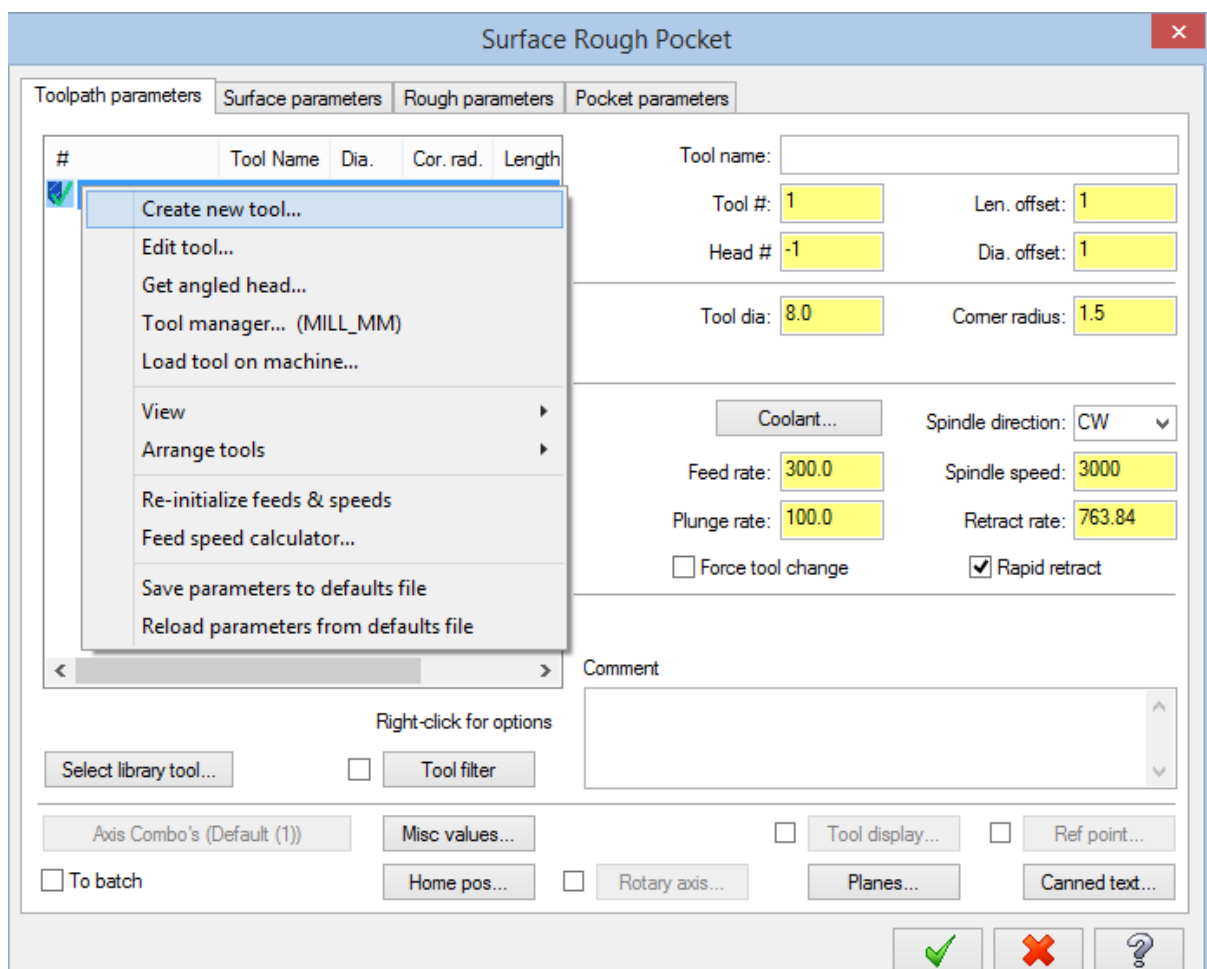 Surface Rough Pocket
Toolpath parameters Surface parameters Rough parameters Pocket parameters
# Tool Name Dia. Cor. rad. Length
Create new tool...
Edit tool...
Get angled head...
Tool manager... (MILL_MM)
Load tool on machine...
View
Arrange tools
Re-initialize feeds & speeds
Feed speed calculator...
Save parameters to defaults file
Reload parameters from defaults file
Right-click for options
Select library tool...
Tool filter
Tool name:
Tool #: 1 Len. offset: 1
Head # -1 Dia. offset: 1
Tool dia: 8.0 Corner radius: 1.5
Coolant... Spindle direction: CW
Feed rate: 300.0 Spindle speed: 3000
Plunge rate: 100.0 Retract rate: 763.84
Force tool change Rapid retract
Comment
Axis Combo's (Default (1)) Misc values... Tool display... Ref point...
To batch Home pos... Rotary axis... Planes... Canned text...